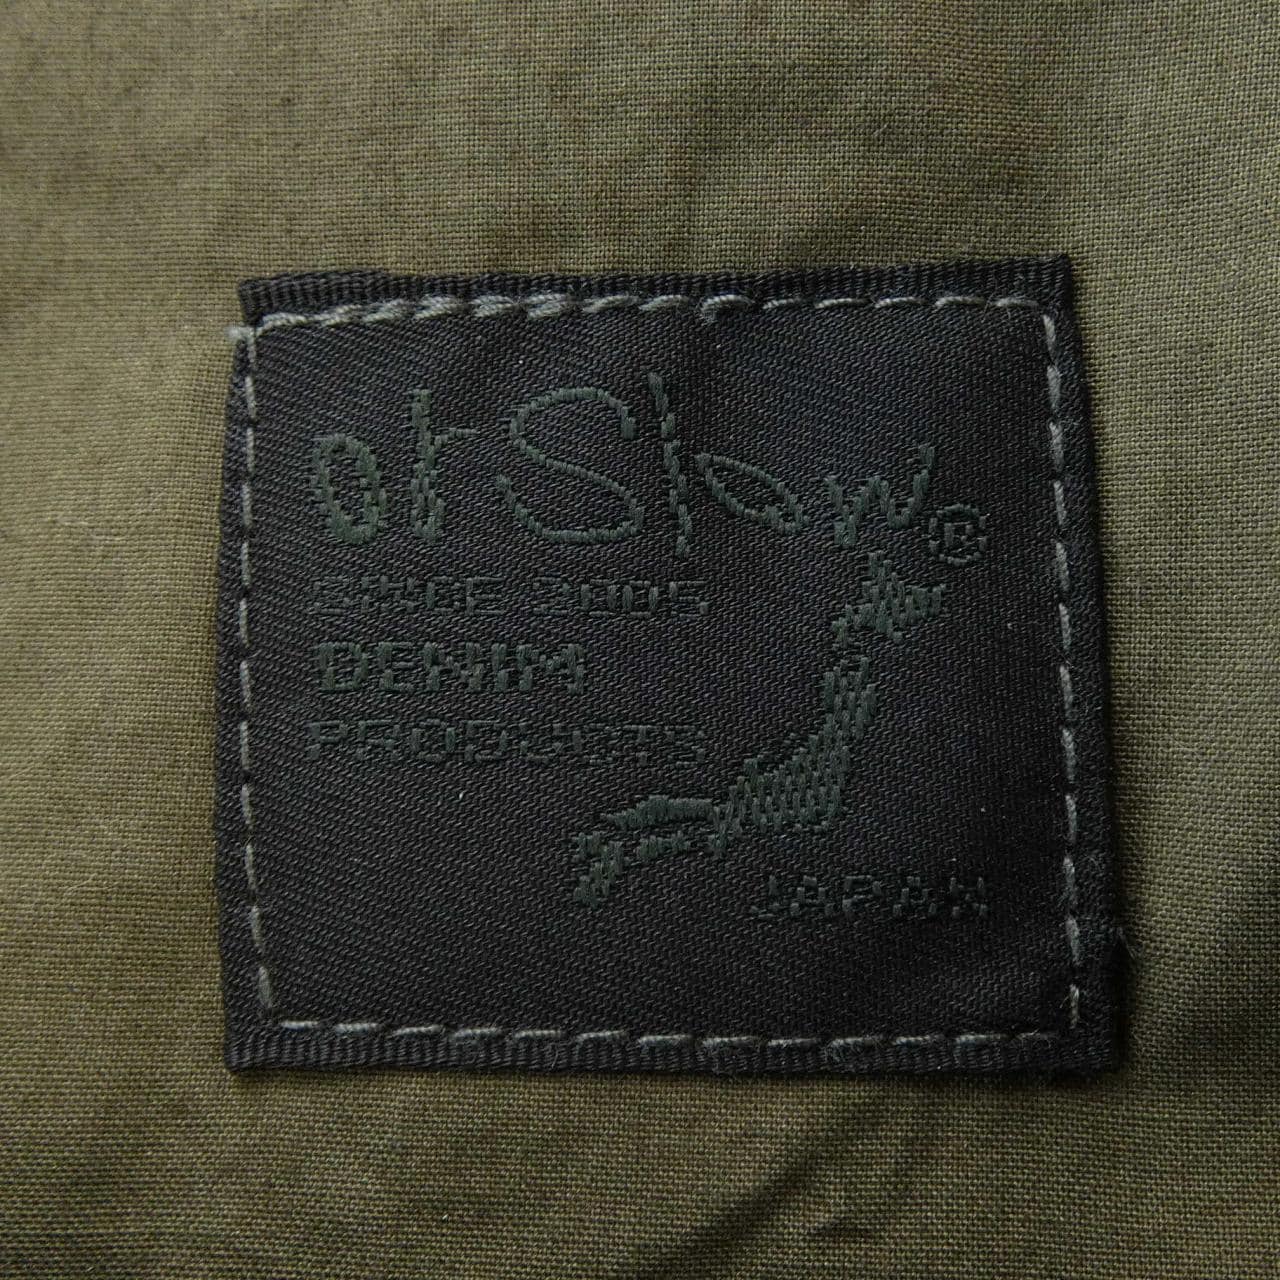 orSlow®
SINCE 2005
DENIM
PRODUCTS
JAPAN